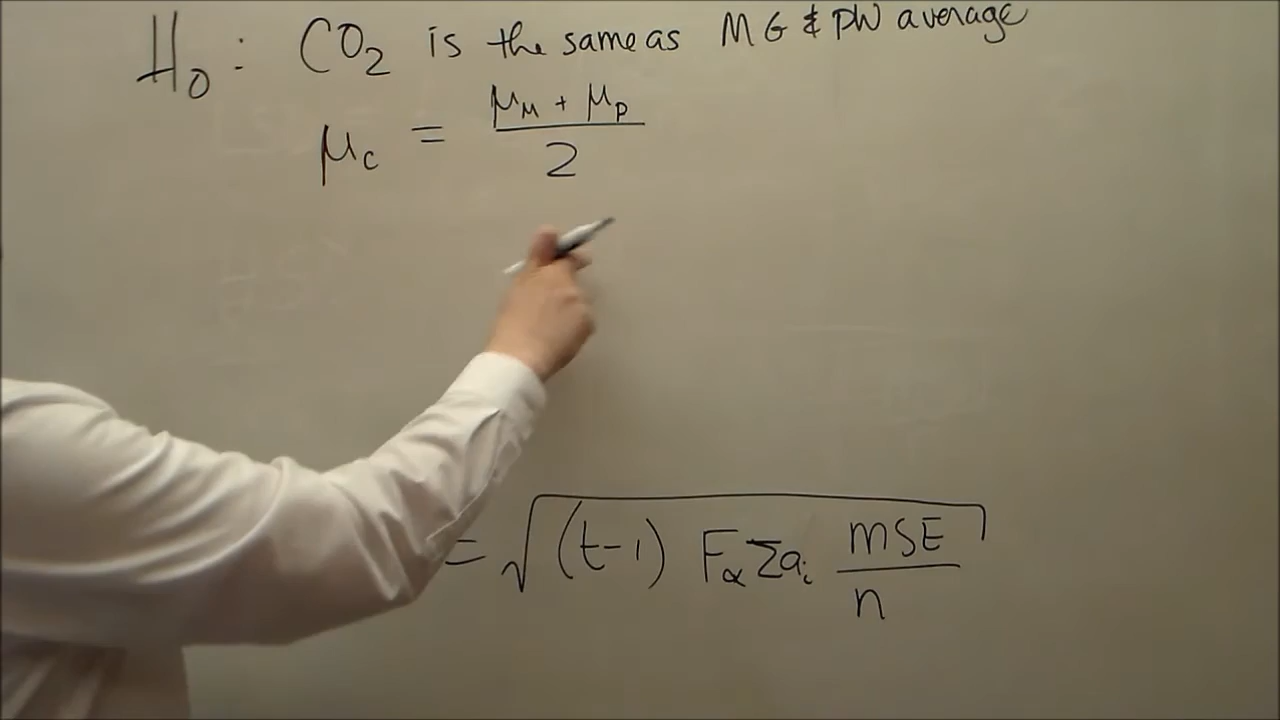 H₀: CO₂ is the same as MG & PW average
μ_C = (μ_M + μ_P) / 2
= √((t-1) F_α Σa_i MSE/n)